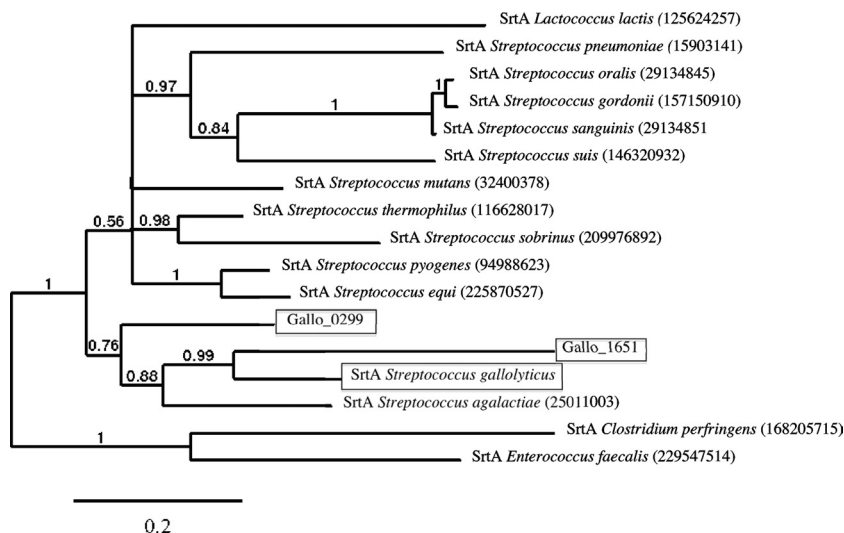 SrtA Lactococcus lactis (125624257)
SrtA Streptococcus pneumoniae (15903141)
SrtA Streptococcus oralis (29134845)
0.97
1
1
SrtA Streptococcus gordonii (157150910)
0.84
SrtA Streptococcus sanguinis (29134851
SrtA Streptococcus suis (146320932)
SrtA Streptococcus mutans (32400378)
SrtA Streptococcus thermophilus (116628017)
0.56
0.98
SrtA Streptococcus sobrinus (209976892)
SrtA Streptococcus pyogenes (94988623)
1
1
SrtA Streptococcus equi (225870527)
Gallo_0299
0.76
0.99
Gallo_1651
0.88
SrtA Streptococcus gallolyticus
SrtA Streptococcus agalactiae (25011003)
SrtA Clostridium perfringens (168205715)
1
SrtA Enterococcus faecalis (229547514)
0.2